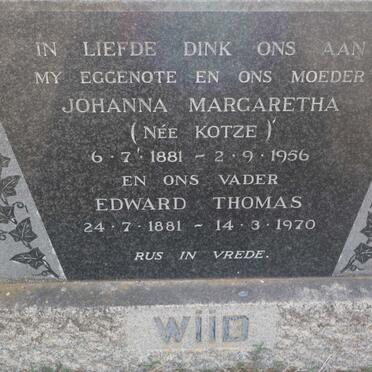 IN LIEFDE DINK ONS AAN
MY EGGENOTE EN ONS MOEDER
JOHANNA MARGARETHA
(NÉE KOTZE)
6·7·1881 – 2·9·1956
EN ONS VADER
EDWARD THOMAS
24·7·1881 – 14·3·1970
RUS IN VREDE.
WIID